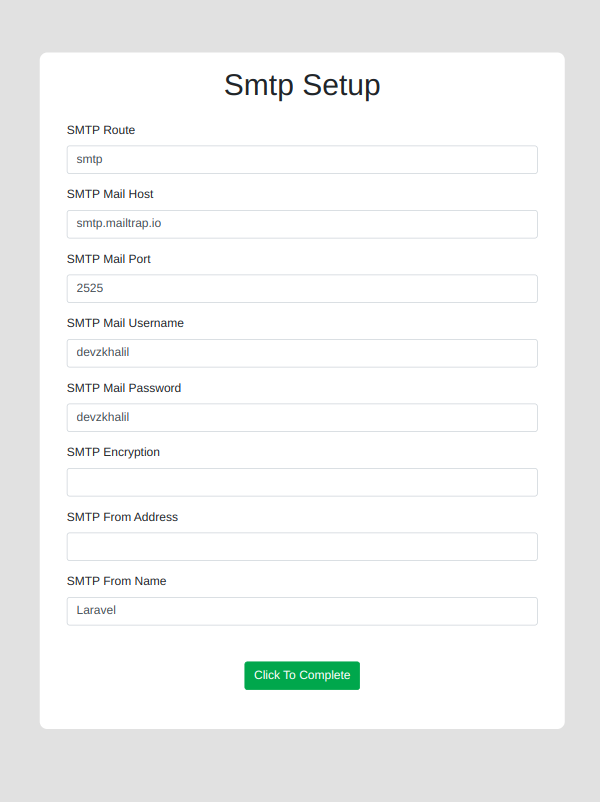 Smtp Setup
SMTP Route
smtp
SMTP Mail Host
smtp.mailtrap.io
SMTP Mail Port
2525
SMTP Mail Username
devzkhalil
SMTP Mail Password
devzkhalil
SMTP Encryption
SMTP From Address
SMTP From Name
Laravel
Click To Complete